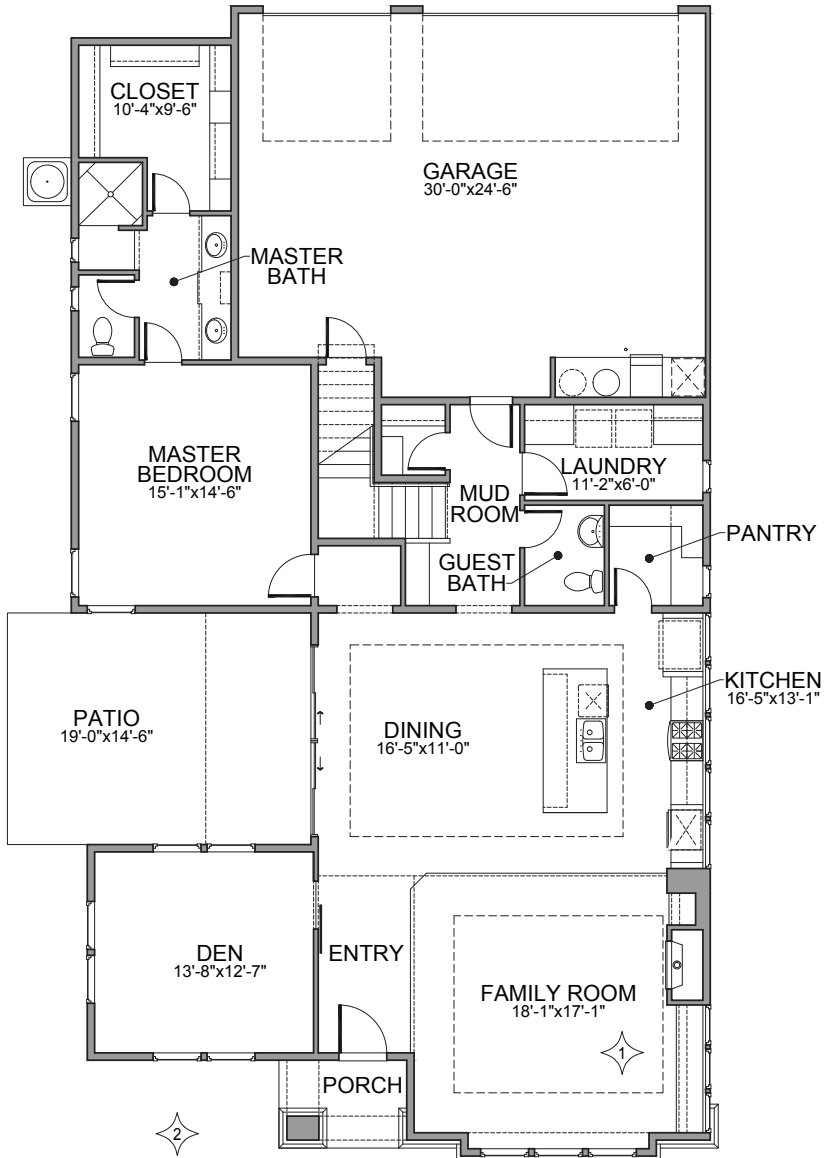 CLOSET
10'-4"x9'-6"
GARAGE
30'-0"x24'-6"
MASTER
BATH
MASTER
BEDROOM
15'-1"x14'-6"
LAUNDRY
11'-2"x6'-0"
MUD
ROOM
PANTRY
GUEST
BATH
KITCHEN
16'-5"x13'-1"
PATIO
19'-0"x14'-6"
DINING
16'-5"x11'-0"
DEN
13'-8"x12'-7"
ENTRY
FAMILY ROOM
18'-1"x17'-1"
1
PORCH
2